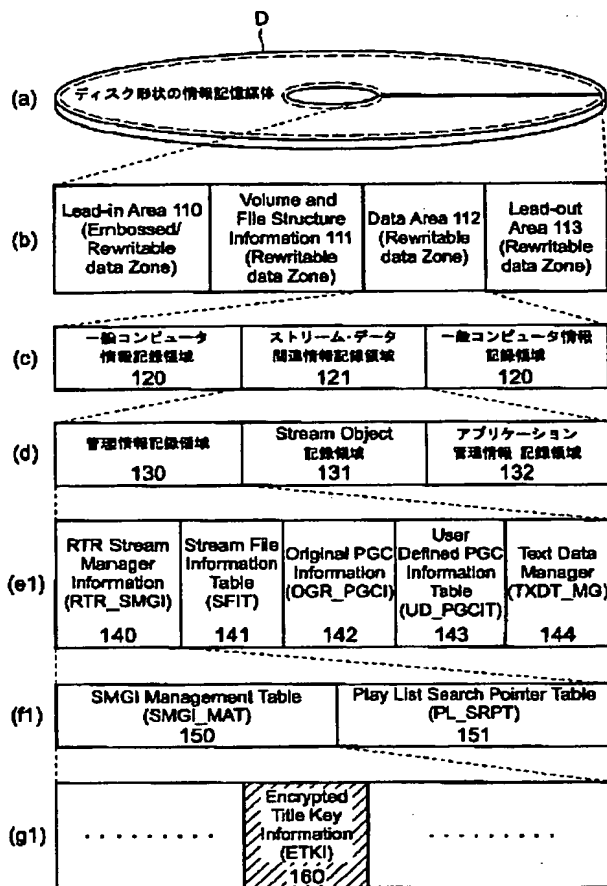 D
(a)
ディスク形状の情報記憶媒体
(b)
Lead-in Area 110
(Embossed/
Rewritable
data Zone)
Volume and
File Structure
Information 111
(Rewritable
data Zone)
Data Area 112
(Rewritable
data Zone)
Lead-out
Area 113
(Rewritable
data Zone)
(c)
一般コンピュータ
情報記録領域
120
ストリーム・データ
関連情報記録領域
121
一般コンピュータ情報
記録領域
120
(d)
管理情報記録領域
130
Stream Object
記録領域
131
アプリケーション
管理情報 記録領域
132
(e1)
RTR Stream
Manager
Information
(RTR_SMGI)
140
Stream File
Information
Table
(SFIT)
141
Original PGC
Information
(OGR_PGCI)
142
User
Defined PGC
Information
Table
(UD_PGCIT)
143
Text Data
Manager
(TXDT_MG)
144
(f1)
SMGI Management Table
(SMGI_MAT)
150
Play List Search Pointer Table
(PL_SRPT)
151
(g1)
Encrypted
Title Key
Information
(ETKI)
160